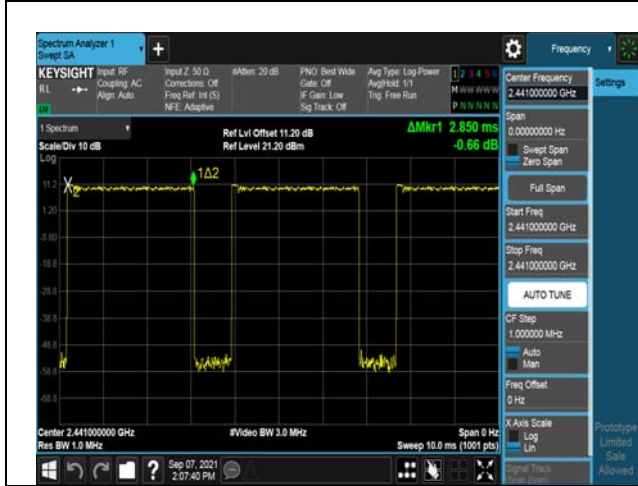 Spectrum Analyzer 1
Swept SA
+
Frequency
KEYSIGHT
Input: RF
Input Z: 50 Ω
#Atten: 20 dB
PNO: Best Wide
Avg Type: Log-Power
1 2 3 4 5 6
RL
Coupling: AC
Corrections: Off
Gate: Off
Avg|Hold: 1/1
M W W W W W
Align: Auto
Freq Ref: Int (S)
IF Gain: Low
Trig: Free Run
NFE: Adaptive
Sig Track: Off
P N N N N N
1 Spectrum
Scale/Div 10 dB
Ref Lvl Offset 11.20 dB
Ref Level 21.20 dBm
ΔMkr1 2.850 ms
-0.66 dB
Log
1Δ2
X2
11.2
1.20
-8.80
-18.8
-28.8
-38.8
-48.8
-58.8
-68.8
Center 2.441000000 GHz
#Video BW 3.0 MHz
Span 0 Hz
Res BW 1.0 MHz
Sweep 10.0 ms (1001 pts)
Sep 07, 2021
2:07:40 PM
Center Frequency
2.441000000 GHz
Settings
Span
0.00000000 Hz
Swept Span
Zero Span
Full Span
Start Freq
2.441000000 GHz
Stop Freq
2.441000000 GHz
AUTO TUNE
CF Step
1.000000 MHz
Auto
Man
Freq Offset
0 Hz
X Axis Scale
Log
Lin
Signal Track
(Span Zoom)
Prototype
Limited
Sale
Allowed